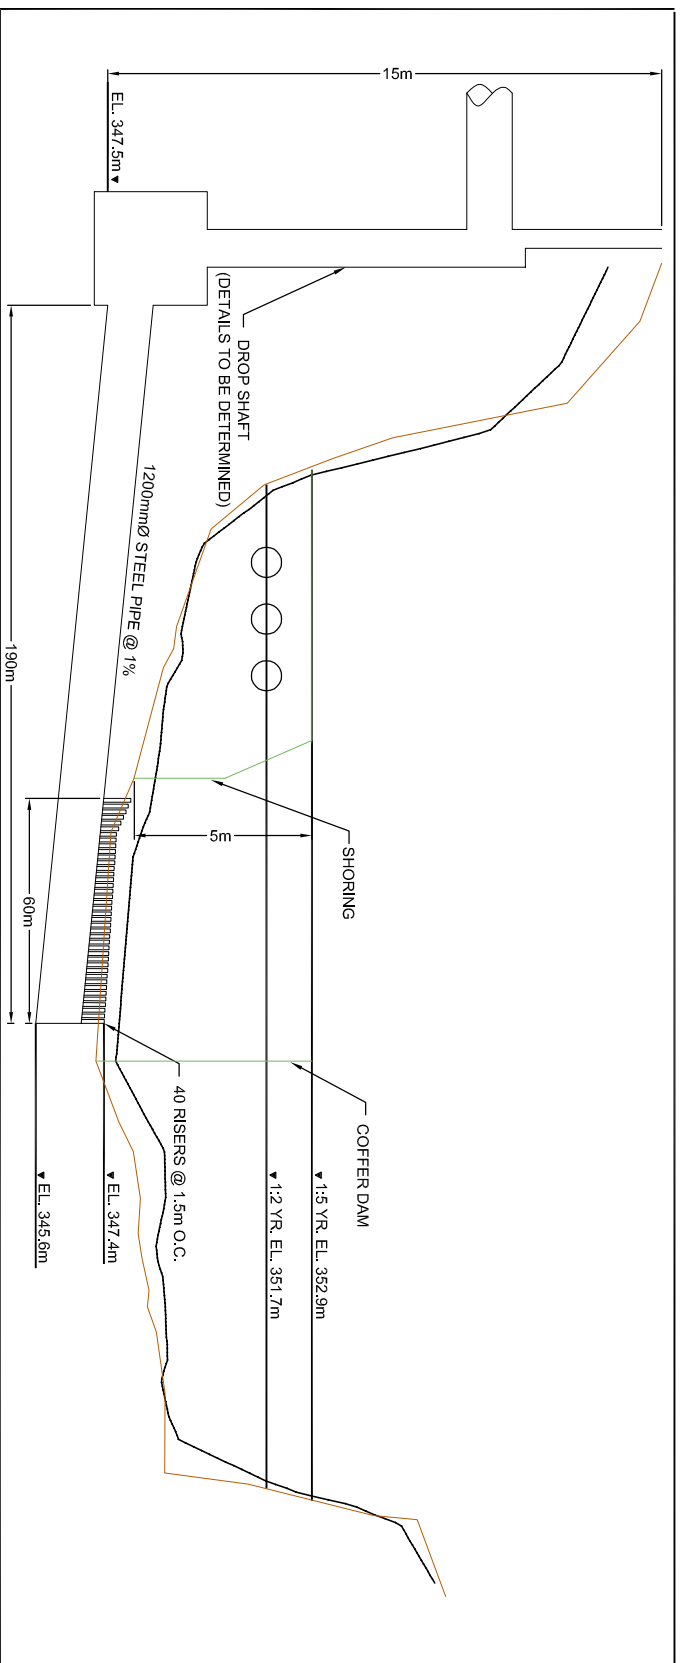 15m
EL. 347.5m
DROP SHAFT
(DETAILS TO BE DETERMINED)
1200mmØ STEEL PIPE @ 1%
190m
60m
5m
SHORING
COFFER DAM
40 RISERS @ 1.5m O.C.
1:5 YR. EL. 352.9m
1:2 YR. EL. 351.7m
EL. 347.4m
EL. 345.6m